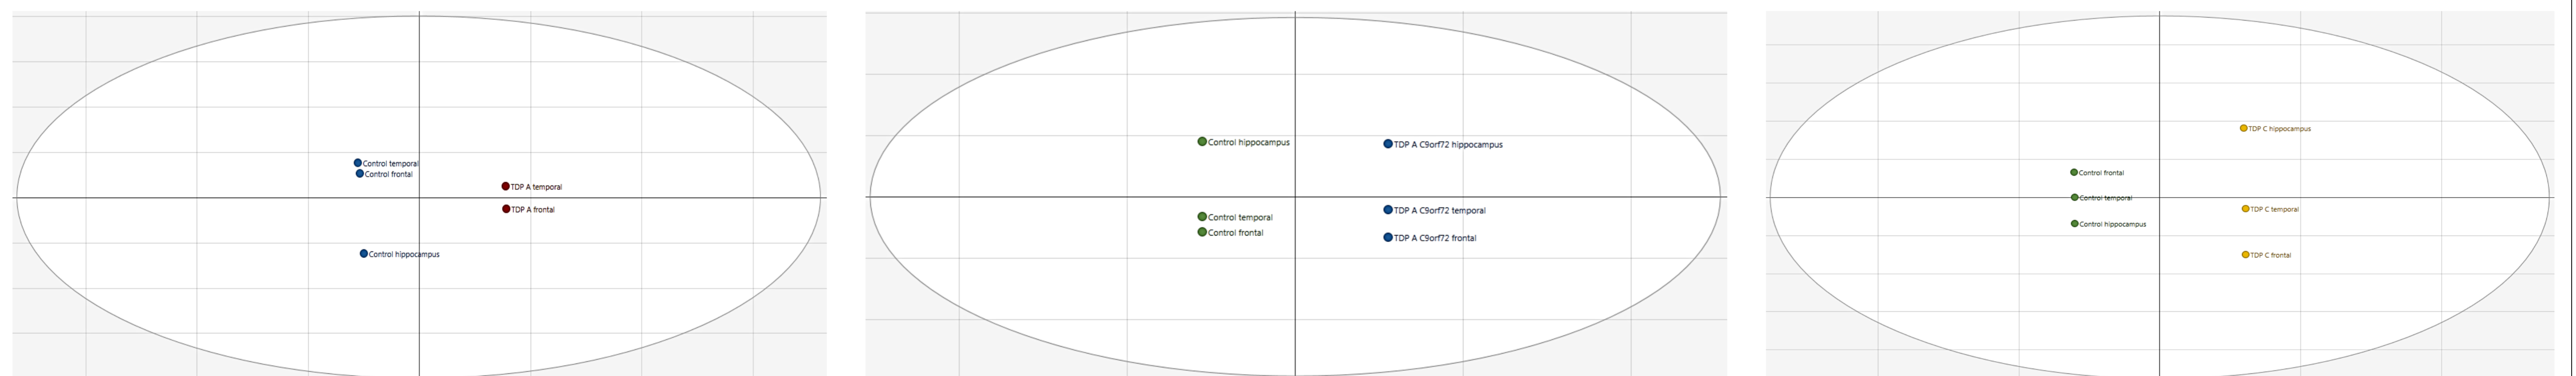 Control temporal
Control frontal
TDP A temporal
TDP A frontal
Control hippocampus
Control hippocampus
TDP A C9orf72 hippocampus
TDP A C9orf72 temporal
Control temporal
Control frontal
TDP A C9orf72 frontal
TDP C hippocampus
Control frontal
Control temporal
TDP C temporal
Control hippocampus
TDP C frontal